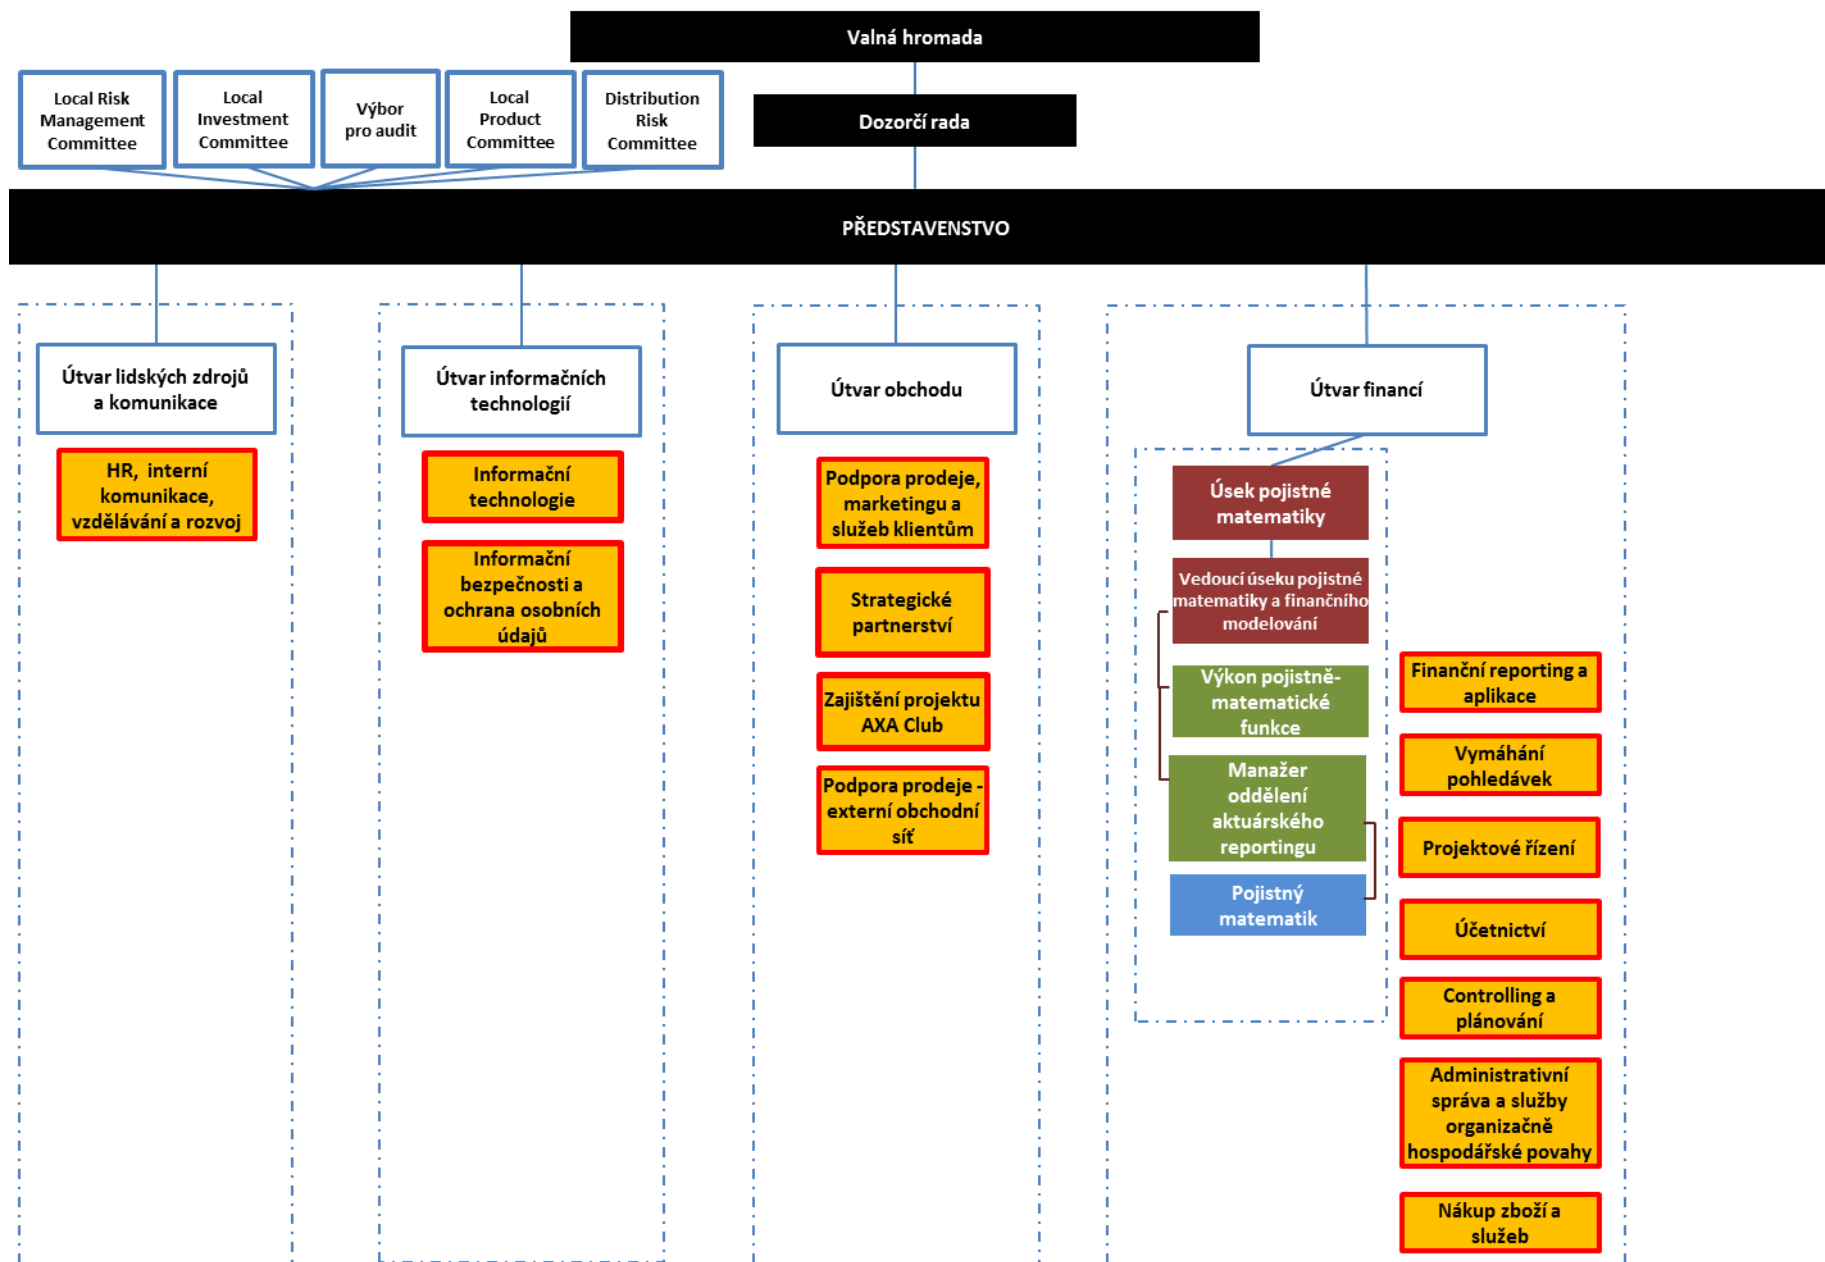 Valná hromada
Local Risk
Management
Committee
Local
Investment
Committee
Výbor
pro audit
Local
Product
Committee
Distribution
Risk
Committee
Dozorčí rada
PŘEDSTAVENSTVO
Útvar lidských zdrojů
a komunikace
HR, interní
komunikace,
vzdělávání a rozvoj
Útvar informačních
technologií
Informační
technologie
Informační
bezpečnosti a
ochrana osobních
údajů
Útvar obchodu
Podpora prodeje,
marketingu a
služeb klientům
Strategické
partnerství
Zajištění projektu
AXA Club
Podpora prodeje -
externí obchodní
síť
Útvar financí
Úsek pojistné
matematiky
Vedoucí úseku pojistné
matematiky a finančního
modelování
Výkon pojistně-
matematické
funkce
Manažer
oddělení
aktuárského
reportingu
Pojistný
matematik
Finanční reporting a
aplikace
Vymáhání
pohledávek
Projektové řízení
Účetnictví
Controlling a
plánování
Administrativní
správa a služby
organizačně
hospodářské povahy
Nákup zboží a
služeb